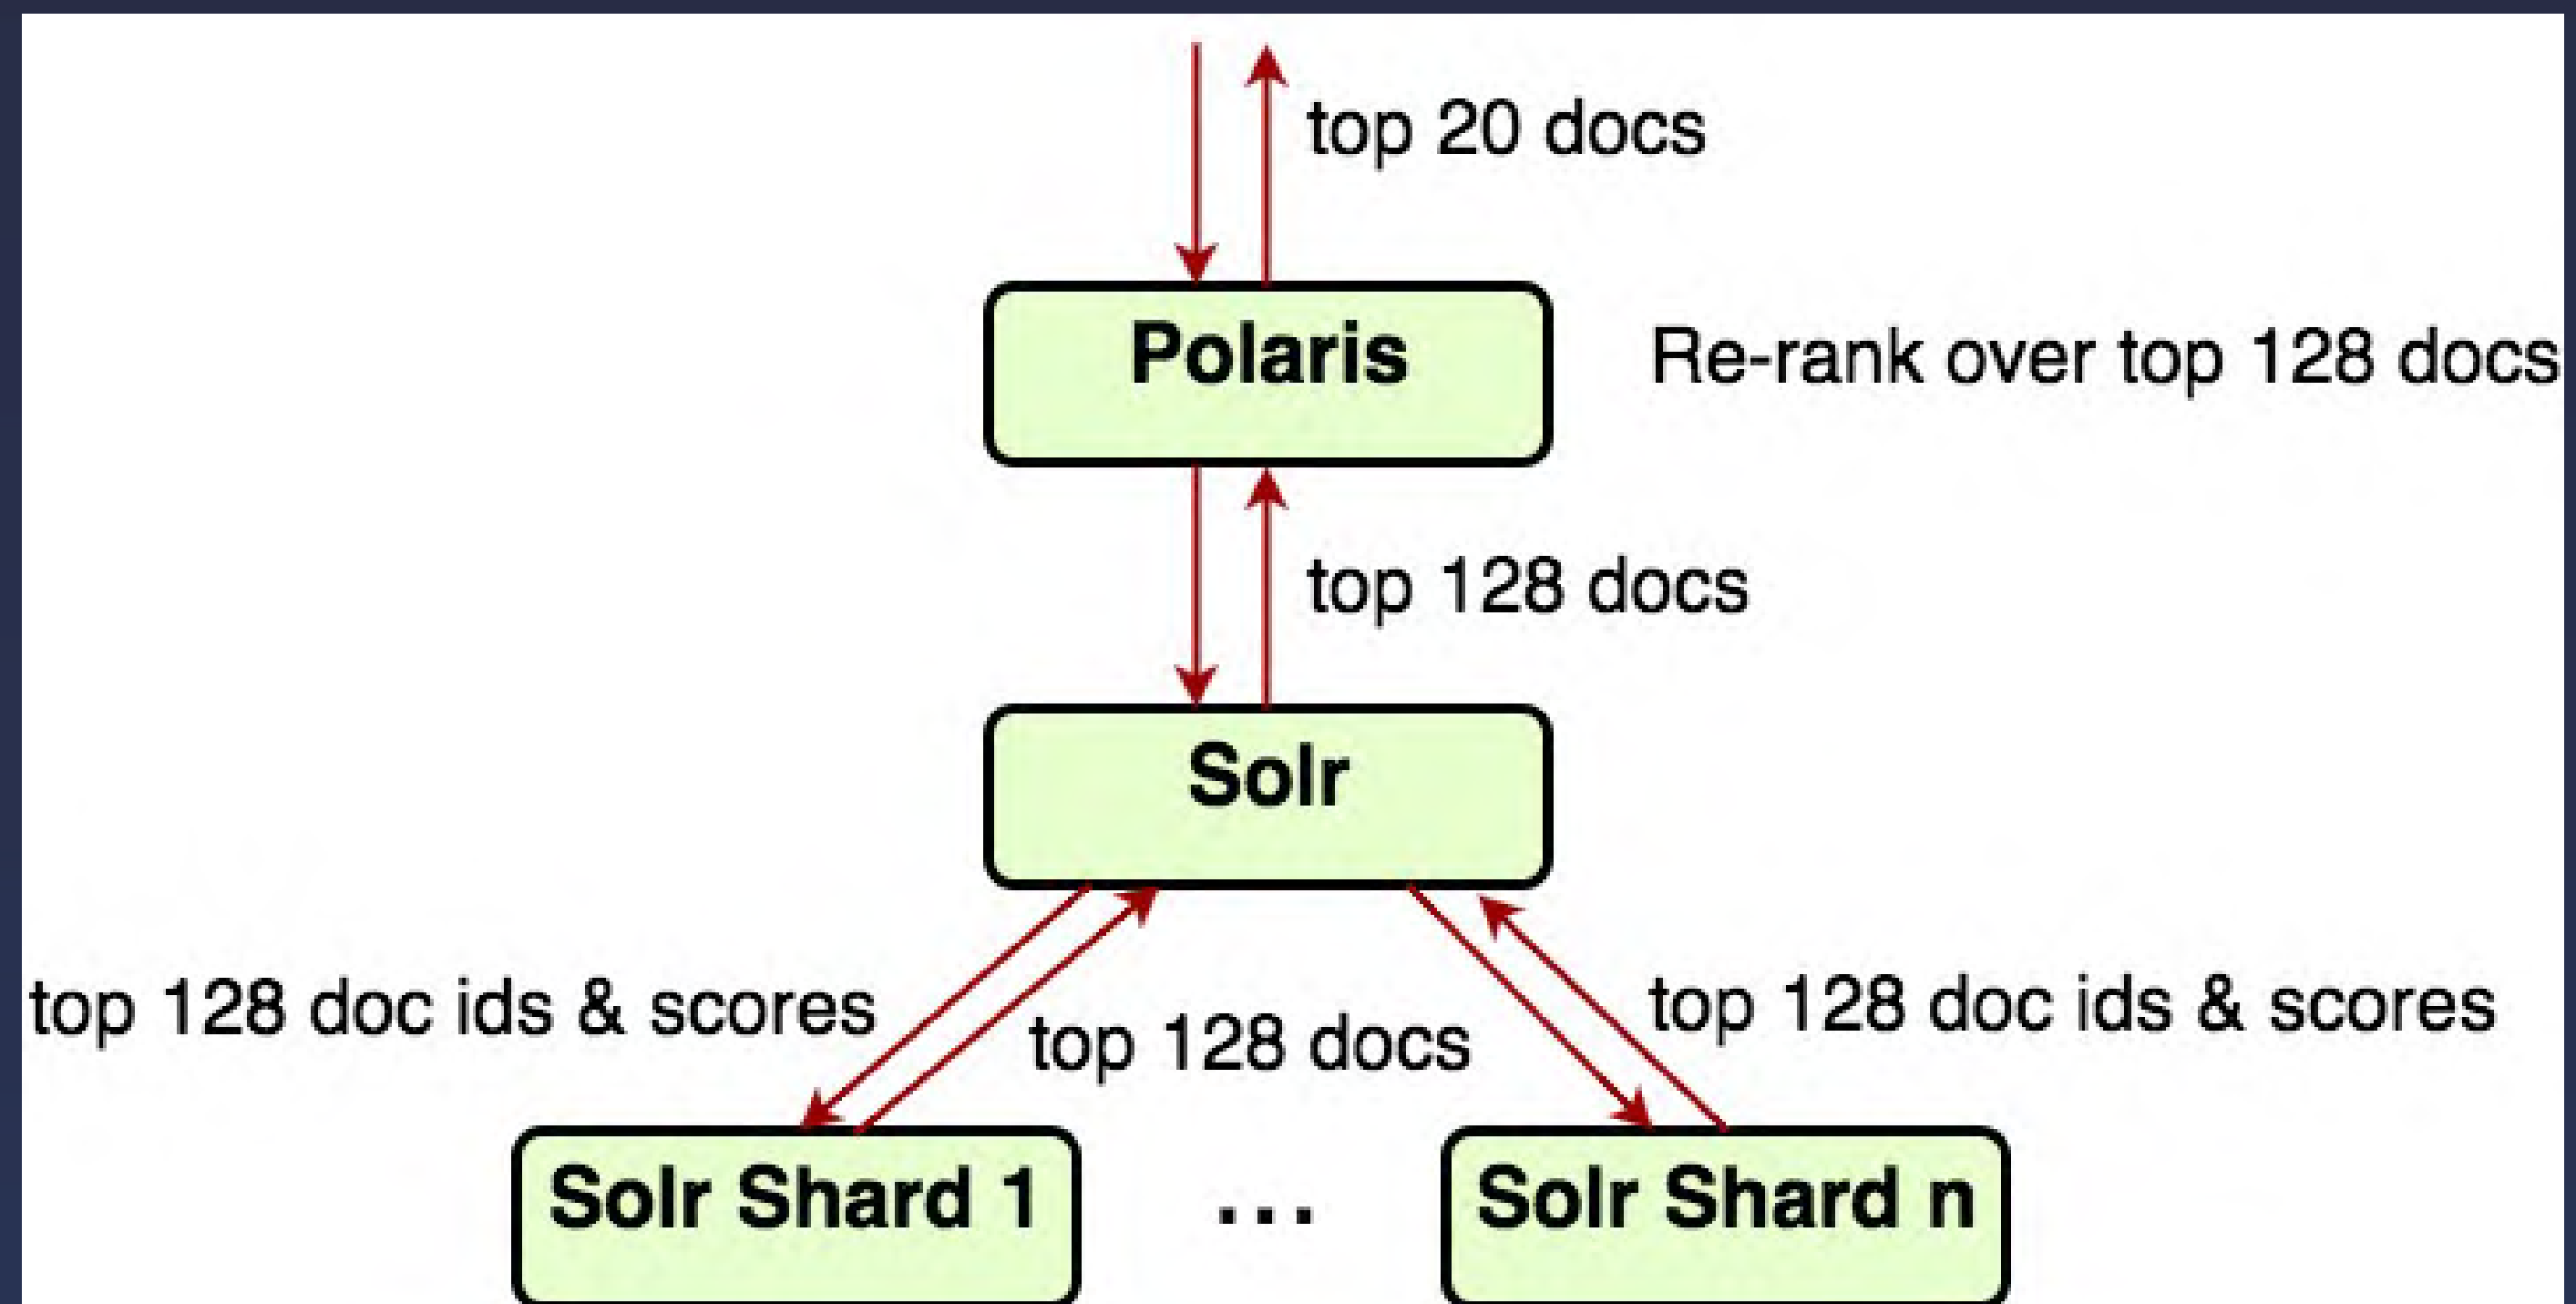 top 20 docs
Polaris
Re-rank over top 128 docs
top 128 docs
Solr
top 128 doc ids & scores
top 128 docs
top 128 doc ids & scores
Solr Shard 1
...
Solr Shard n